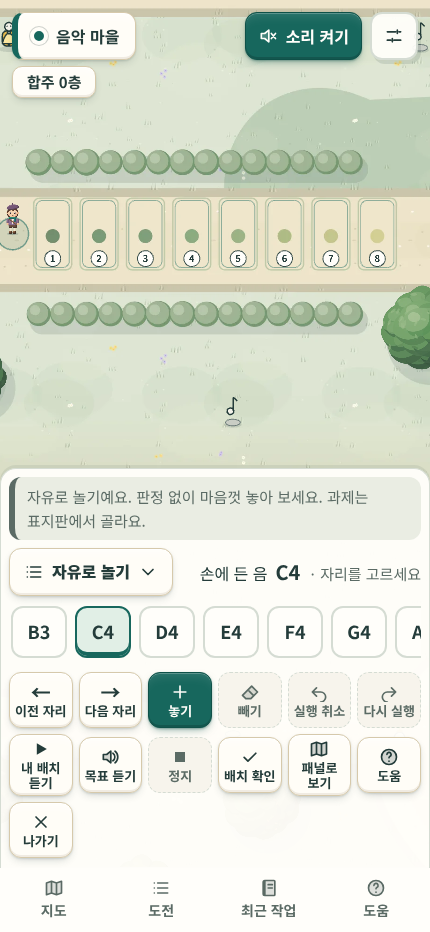 음악 마을
소리 켜기
합주 0층
1 2 3 4 5 6 7 8
자유로 놀기예요. 판정 없이 마음껏 놓아 보세요. 과제는
표지판에서 골라요.
자유로 놀기
손에 든 음 C4 · 자리를 고르세요
B3 C4 D4 E4 F4 G4 A
이전 자리 다음 자리 놓기 빼기 실행 취소 다시 실행
내 배치
듣기
목표 듣기 정지 배치 확인
패널로
보기
도움
나가기
지도 도전 최근 작업 도움